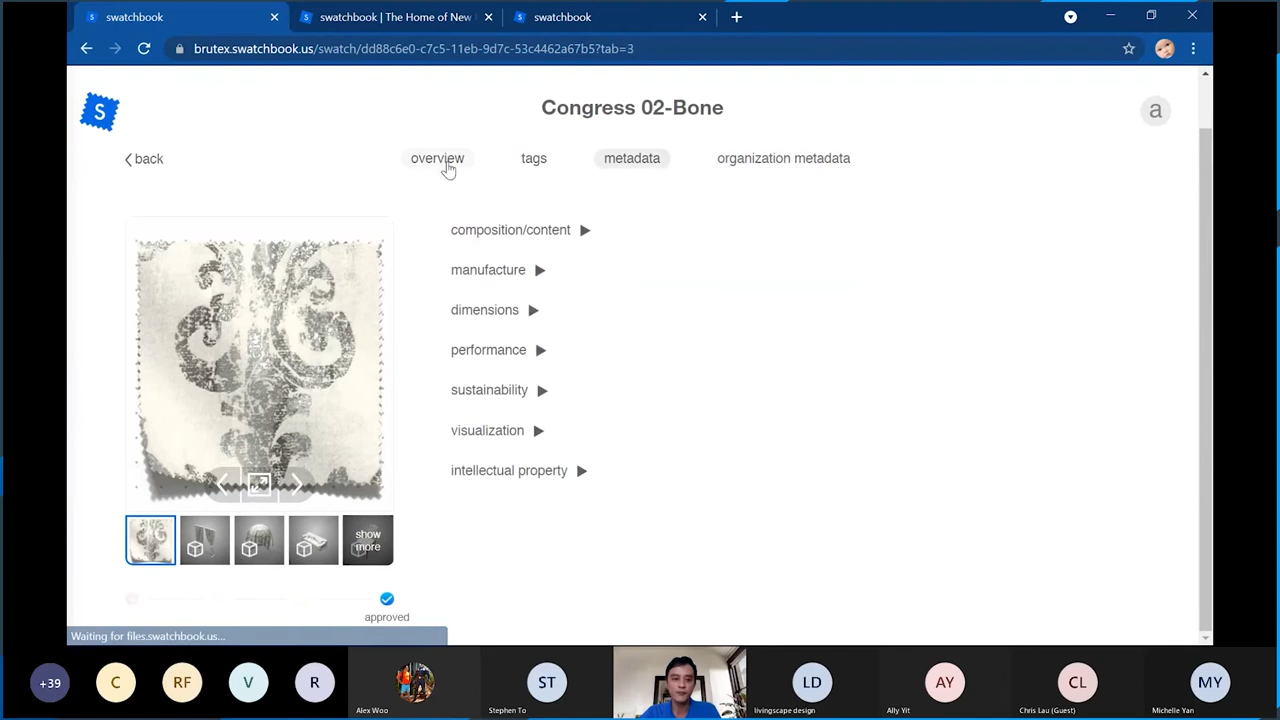 swatchbook
swatchbook | The Home of New
swatchbook
brutex.swatchbook.us/swatch/dd88c6e0-c7c5-11eb-9d7c-53c4462a67b5?tab=3
S
Congress 02-Bone
a
back
overview
tags
metadata
organization metadata
composition/content
manufacture
dimensions
performance
sustainability
visualization
intellectual property
show
more
approved
Waiting for files.swatchbook.us...
+39
C
RF
V
R
Alex Woo
ST
Stephen To
LD
livingscape design
AY
Ally Yit
CL
Chris Lau (Guest)
MY
Michelle Yan